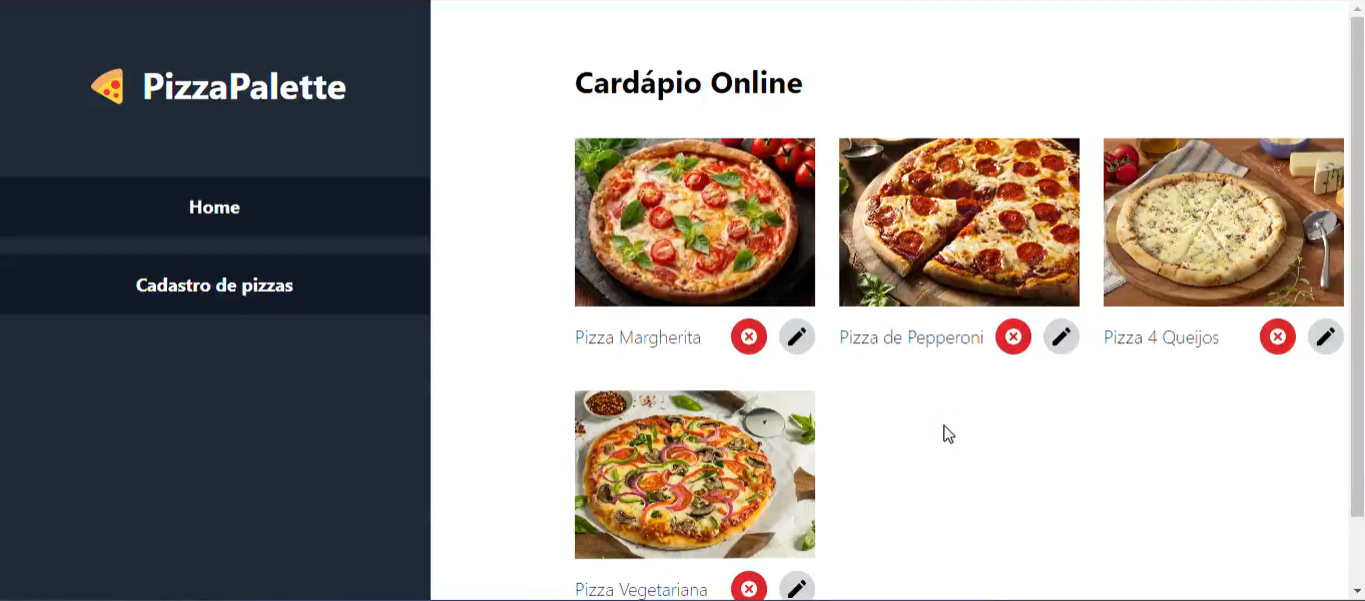 PizzaPalette
Home
Cadastro de pizzas
Cardápio Online
Pizza Margherita
Pizza de Pepperoni
Pizza 4 Queijos
Pizza Vegetariana